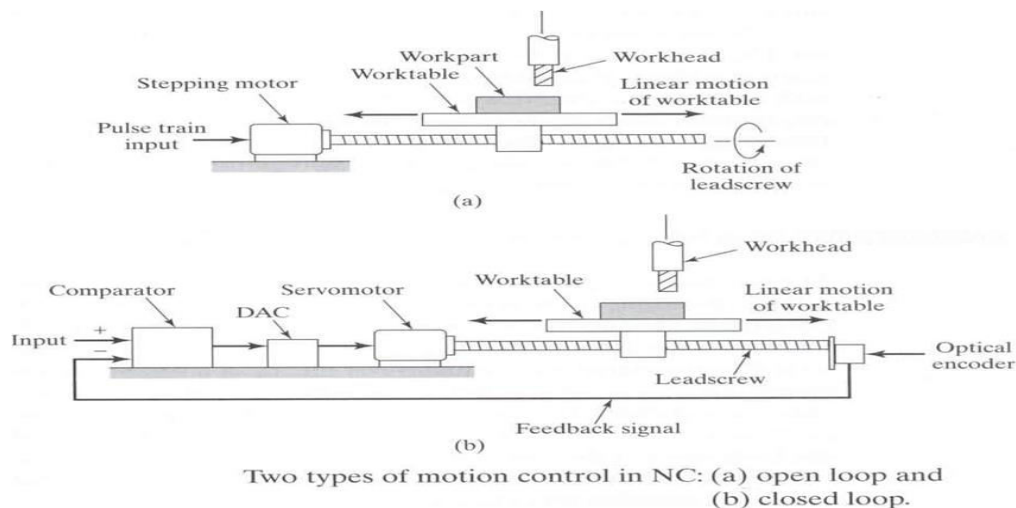 Workpart
Worktable
Workhead
Stepping motor
Linear motion
of worktable
Pulse train
input
Rotation of
leadscrew
(a)
Workhead
Worktable
Linear motion
of worktable
Comparator
Servomotor
DAC
Input
+
−
Optical
encoder
Leadscrew
Feedback signal
(b)
Two types of motion control in NC: (a) open loop and
(b) closed loop.